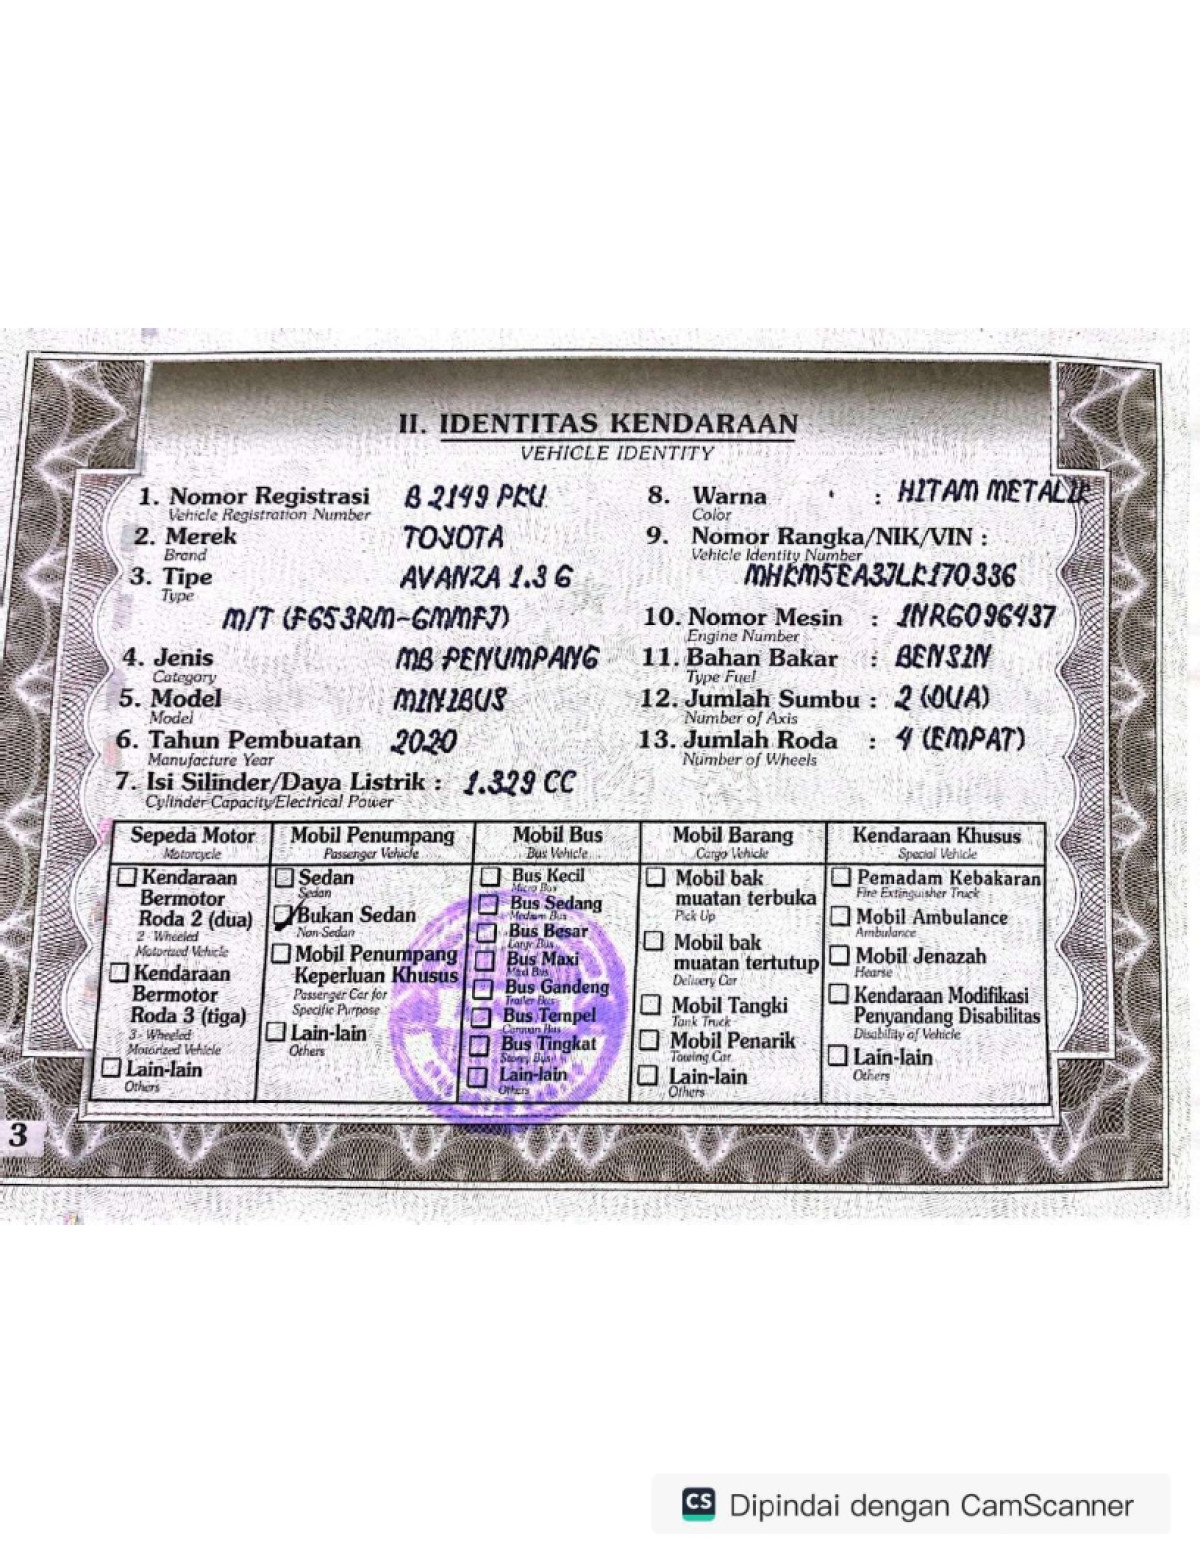 II. IDENTITAS KENDARAAN
VEHICLE IDENTITY
1. Nomor Registrasi B 2149 PKU
Vehicle Registration Number
2. Merek TOYOTA
Brand
3. Tipe AVANZA 1.3 G
Type
M/T (F653RM-GMMFJ)
4. Jenis MB PENUMPANG
Category
5. Model MINIBUS
Model
6. Tahun Pembuatan 2020
Manufacture Year
7. Isi Silinder/Daya Listrik : 1.329 CC
Cylinder Capacity/Electrical Power
8. Warna : HITAM METALIK
Color
9. Nomor Rangka/NIK/VIN :
Vehicle Identity Number
MHKM5EA3JLK170336
10. Nomor Mesin : 1NRG096437
Engine Number
11. Bahan Bakar : BENSIN
Type Fuel
12. Jumlah Sumbu : 2 (DUA)
Number of Axis
13. Jumlah Roda : 4 (EMPAT)
Number of Wheels
Sepeda Motor
Motorcycle
Kendaraan
Bermotor
Roda 2 (dua)
2 - Wheeled
Motorized Vehicle
Kendaraan
Bermotor
Roda 3 (tiga)
3 - Wheeled
Motorized Vehicle
Lain-lain
Others
Mobil Penumpang
Passenger Vehicle
Sedan
Sedan
Bukan Sedan
Non-Sedan
Mobil Penumpang
Keperluan Khusus
Passenger Car for
Specific Purpose
Lain-lain
Others
Mobil Bus
Bus Vehicle
Bus Kecil
Micro Bus
Bus Sedang
Medium Bus
Bus Besar
Large Bus
Bus Maxi
Maxi Bus
Bus Gandeng
Trailer Bus
Bus Tempel
Caravan Bus
Bus Tingkat
Storey Bus
Lain-lain
Others
Mobil Barang
Cargo Vehicle
Mobil bak
muatan terbuka
Pick Up
Mobil bak
muatan tertutup
Delivery Car
Mobil Tangki
Tank Truck
Mobil Penarik
Towing Car
Lain-lain
Others
Kendaraan Khusus
Special Vehicle
Pemadam Kebakaran
Fire Extinguisher Truck
Mobil Ambulance
Ambulance
Mobil Jenazah
Hearse
Kendaraan Modifikasi
Penyandang Disabilitas
Disability of Vehicle
Lain-lain
Others
3
CS Dipindai dengan CamScanner